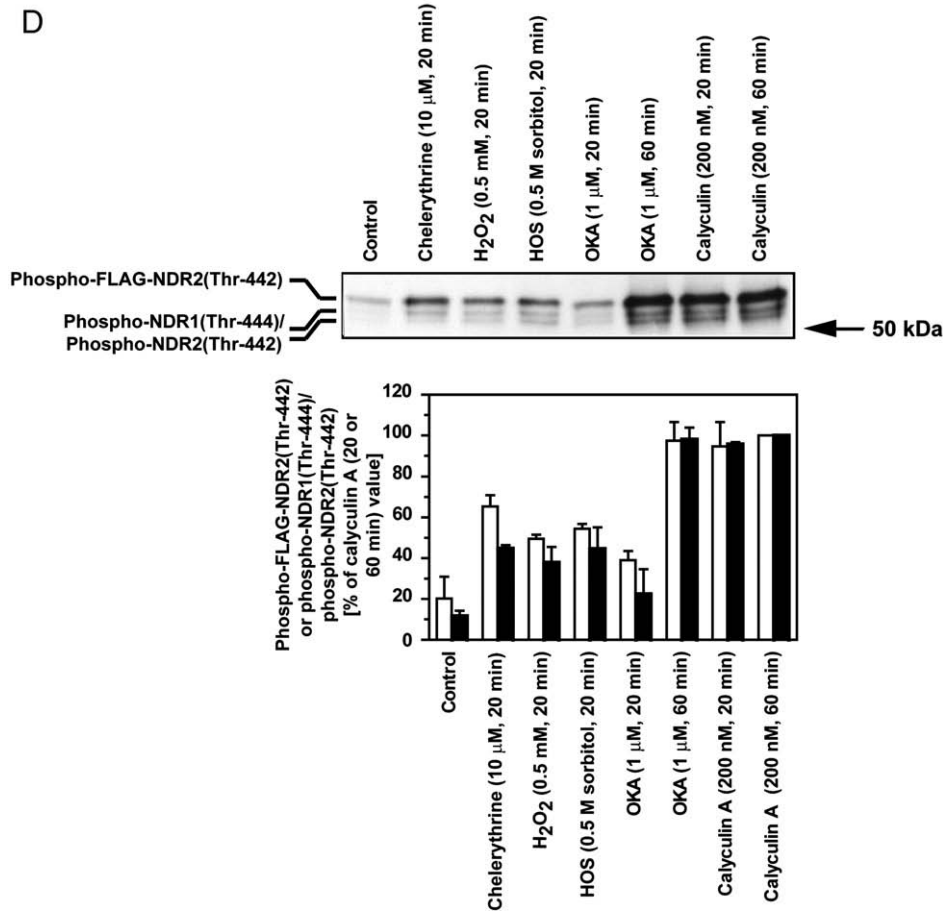 D
Control
Chelerythrine (10 µM, 20 min)
H2O2 (0.5 mM, 20 min)
HOS (0.5 M sorbitol, 20 min)
OKA (1 µM, 20 min)
OKA (1 µM, 60 min)
Calyculin (200 nM, 20 min)
Calyculin (200 nM, 60 min)
Phospho-FLAG-NDR2(Thr-442)
Phospho-NDR1(Thr-444)/
Phospho-NDR2(Thr-442)
50 kDa
Phospho-FLAG-NDR2(Thr-442)
or phospho-NDR1(Thr-444)/
phospho-NDR2(Thr-442)
[% of calyculin A (20 or
60 min) value]
120
100
80
60
40
20
0
Control
Chelerythrine (10 µM, 20 min)
H2O2 (0.5 mM, 20 min)
HOS (0.5 M sorbitol, 20 min)
OKA (1 µM, 20 min)
OKA (1 µM, 60 min)
Calyculin A (200 nM, 20 min)
Calyculin A (200 nM, 60 min)